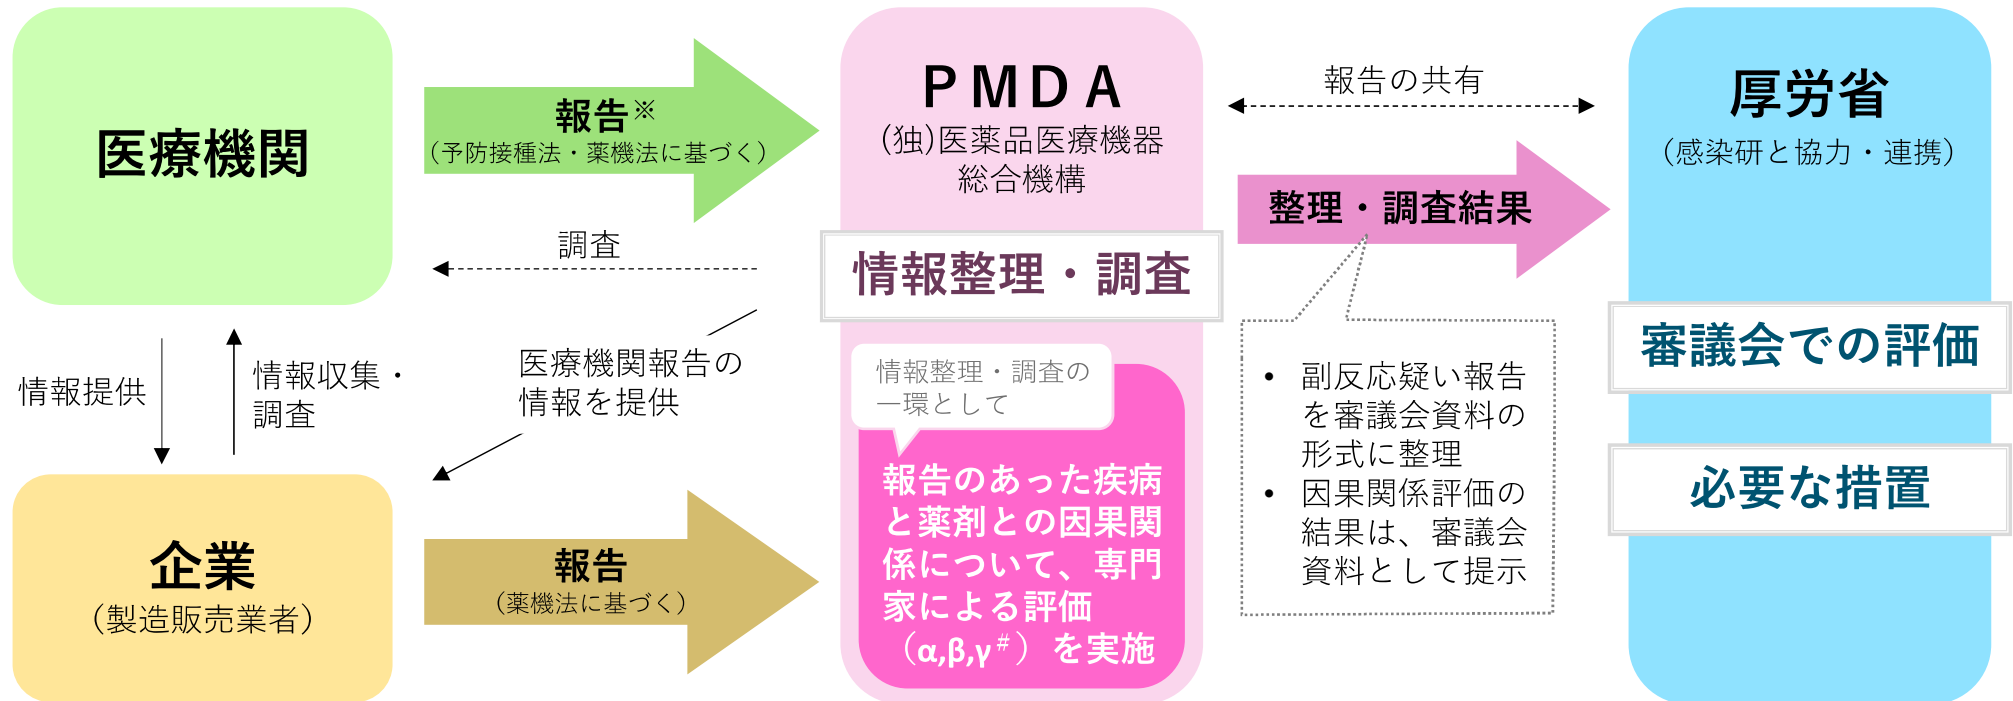 医療機関
報告※
（予防接種法・薬機法に基づく）
調査
情報提供
情報収集・
調査
医療機関報告の
情報を提供
企業
（製造販売業者）
報告
（薬機法に基づく）
ＰＭＤＡ
(独)医薬品医療機器
総合機構
情報整理・調査
情報整理・調査の
一環として
報告のあった疾病
と薬剤との因果関
係について、専門
家による評価
（α,β,γ#）を実施
報告の共有
整理・調査結果
• 副反応疑い報告
を審議会資料の
形式に整理
• 因果関係評価の
結果は、審議会
資料として提示
厚労省
（感染研と協力・連携）
審議会での評価
必要な措置